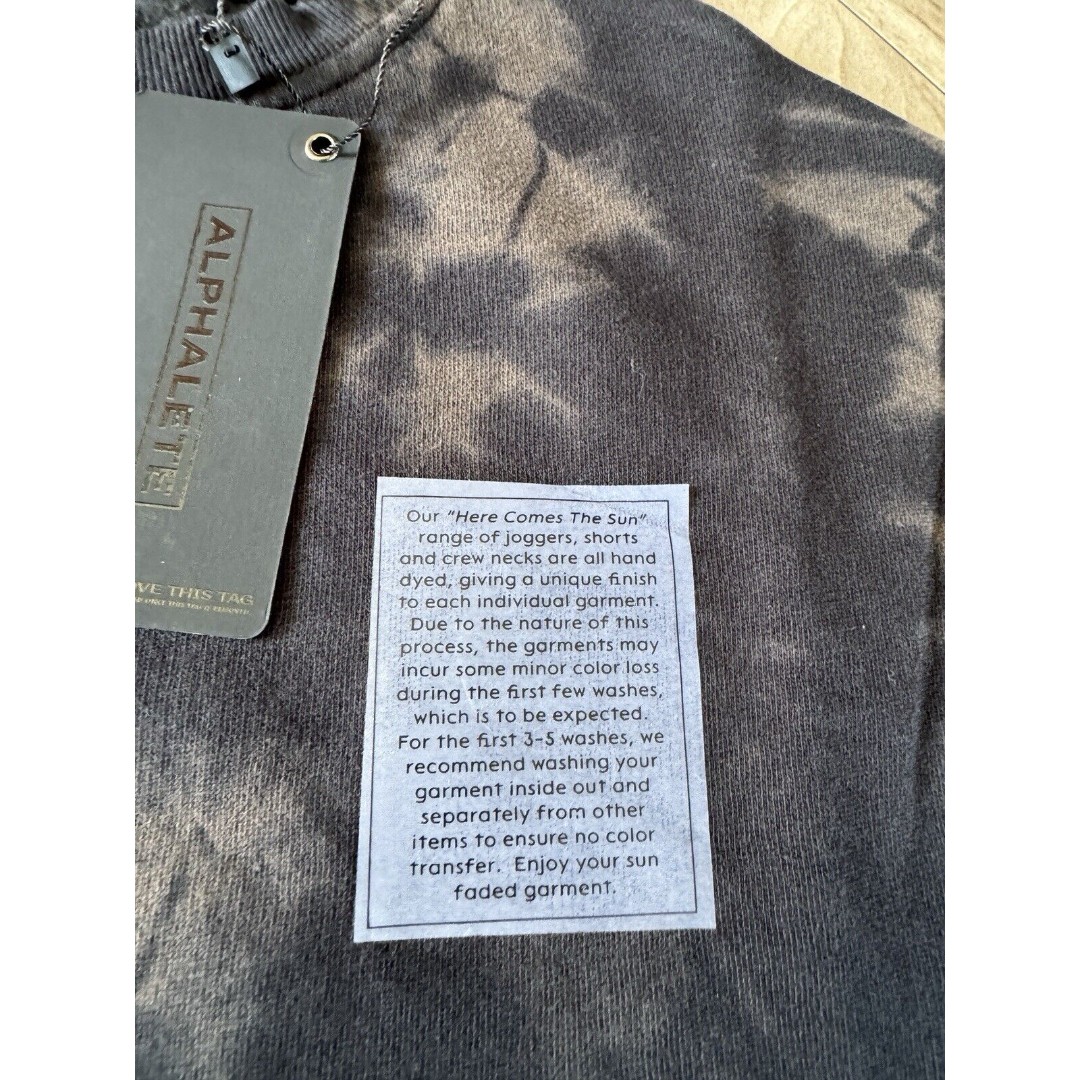 ALPHALETE
VE THIS TAG
Our "Here Comes The Sun"
range of joggers, shorts
and crew necks are all hand
dyed, giving a unique finish
to each individual garment.
Due to the nature of this
process, the garments may
incur some minor color loss
during the first few washes,
which is to be expected.
For the first 3-5 washes, we
recommend washing your
garment inside out and
separately from other
items to ensure no color
transfer. Enjoy your sun
faded garment.